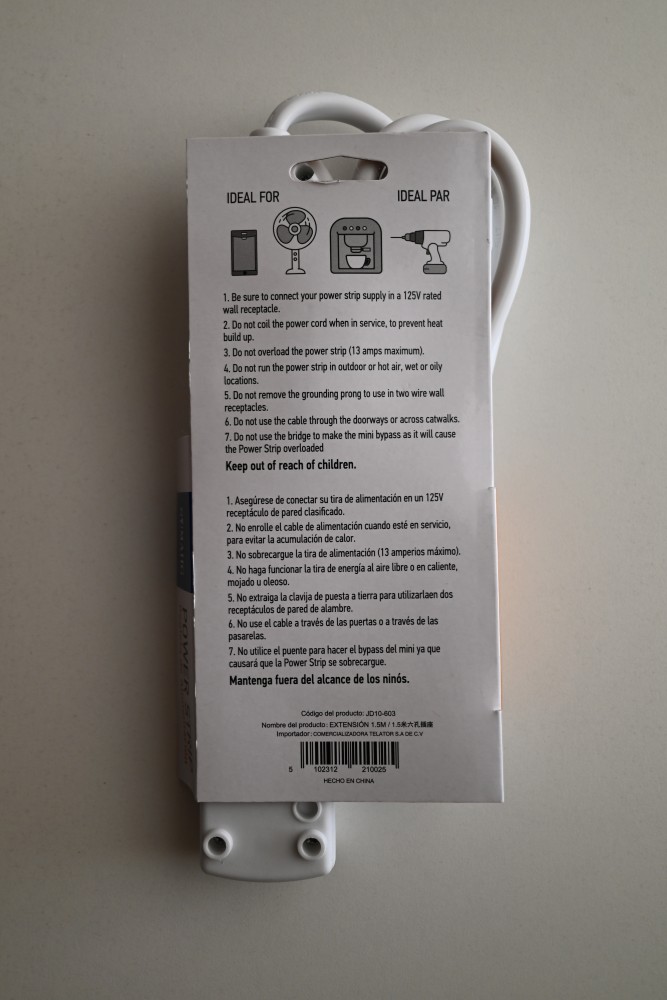 IDEAL FOR
IDEAL PAR
1. Be sure to connect your power strip supply in a 125V rated
wall receptacle.
2. Do not coil the power cord when in service, to prevent heat
build up.
3. Do not overload the power strip (13 amps maximum).
4. Do not run the power strip in outdoor or hot air, wet or oily
locations.
5. Do not remove the grounding prong to use in two wire wall
receptacles.
6. Do not use the cable through the doorways or across catwalks.
7. Do not use the bridge to make the mini bypass as it will cause
the Power Strip overloaded
Keep out of reach of children.
1. Asegúrese de conectar su tira de alimentación en un 125V
receptáculo de pared clasificado.
2. No enrolle el cable de alimentación cuando esté en servicio,
para evitar la acumulación de calor.
3. No sobrecargue la tira de alimentación (13 amperios máximo).
4. No haga funcionar la tira de energía al aire libre o en caliente,
mojado u oleoso.
5. No extraiga la clavija de puesta a tierra para utilizarlaen dos
receptáculos de pared de alambre.
6. No use el cable a través de las puertas o a través de las
pasarelas.
7. No utilice el puente para hacer el bypass del mini ya que
causará que la Power Strip se sobrecargue.
Mantenga fuera del alcance de los ninós.
Código del producto: JD10-603
Nombre del producto: EXTENSIÓN 1.5M / 1.5米六孔插座
Importador: COMERCIALIZADORA TELATOR S.A DE C.V
5 102312 210025
HECHO EN CHINA
POWER